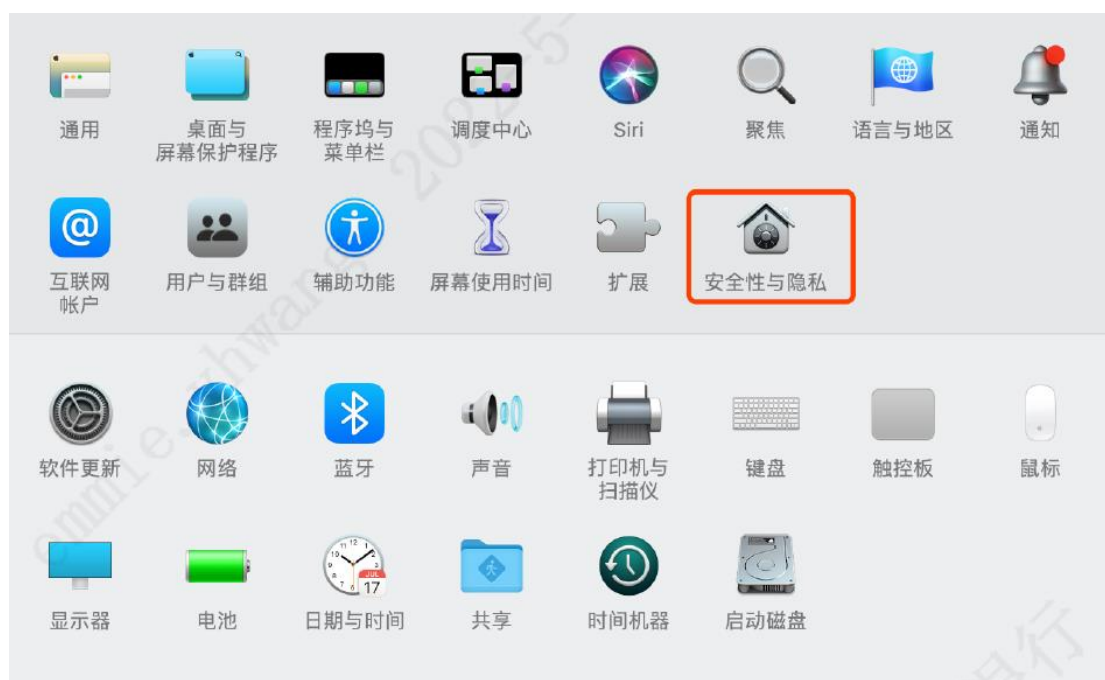 通用
桌面与
屏幕保护程序
程序坞与
菜单栏
调度中心
Siri
聚焦
语言与地区
通知
互联网
帐户
用户与群组
辅助功能
屏幕使用时间
扩展
安全性与隐私
软件更新
网络
蓝牙
声音
打印机与
扫描仪
键盘
触控板
鼠标
显示器
电池
JUL
17
日期与时间
共享
时间机器
启动磁盘